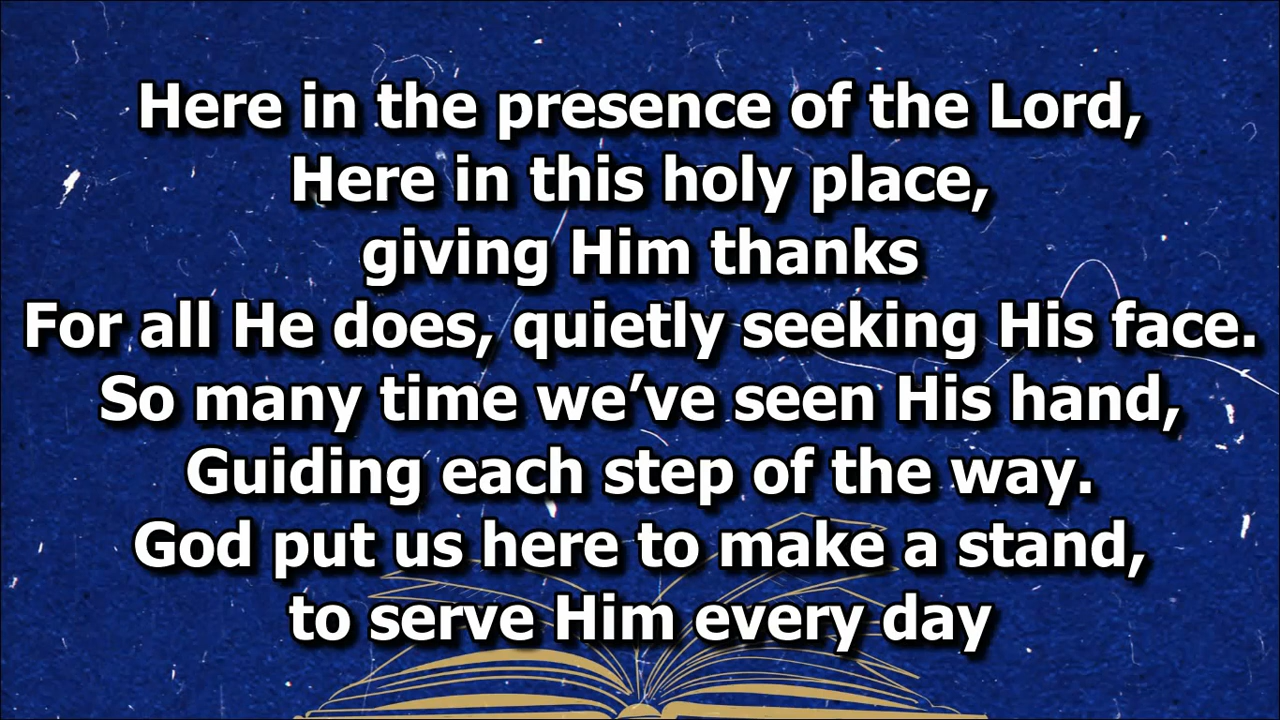 Here in the presence of the Lord,
Here in this holy place,
giving Him thanks
For all He does, quietly seeking His face.
So many time we’ve seen His hand,
Guiding each step of the way.
God put us here to make a stand,
to serve Him every day